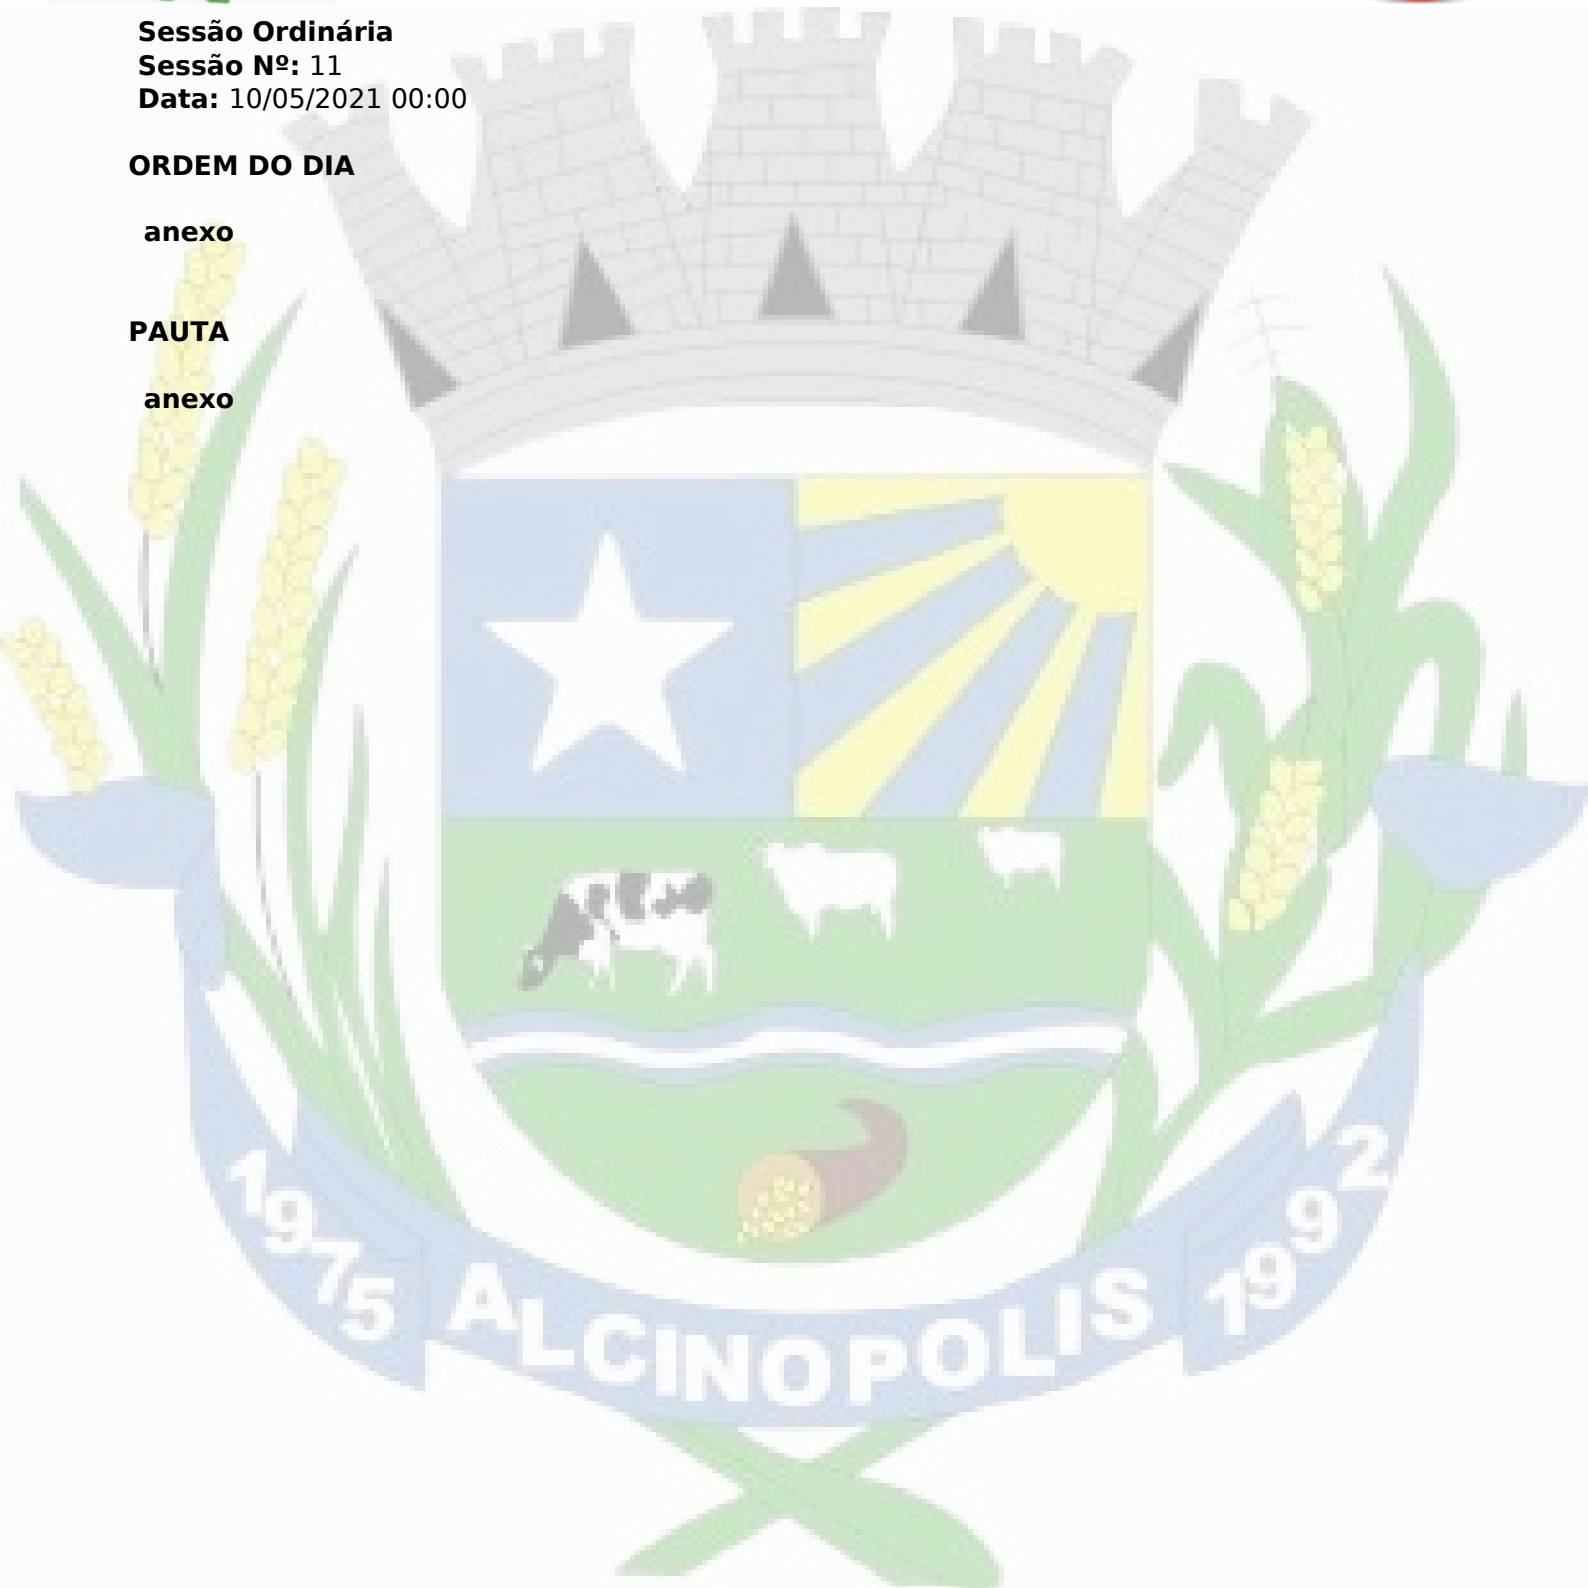 Sessão Ordinária
Sessão Nº: 11
Data: 10/05/2021 00:00
ORDEM DO DIA
anexo
PAUTA
anexo
1975
ALCINOPOLIS
1992